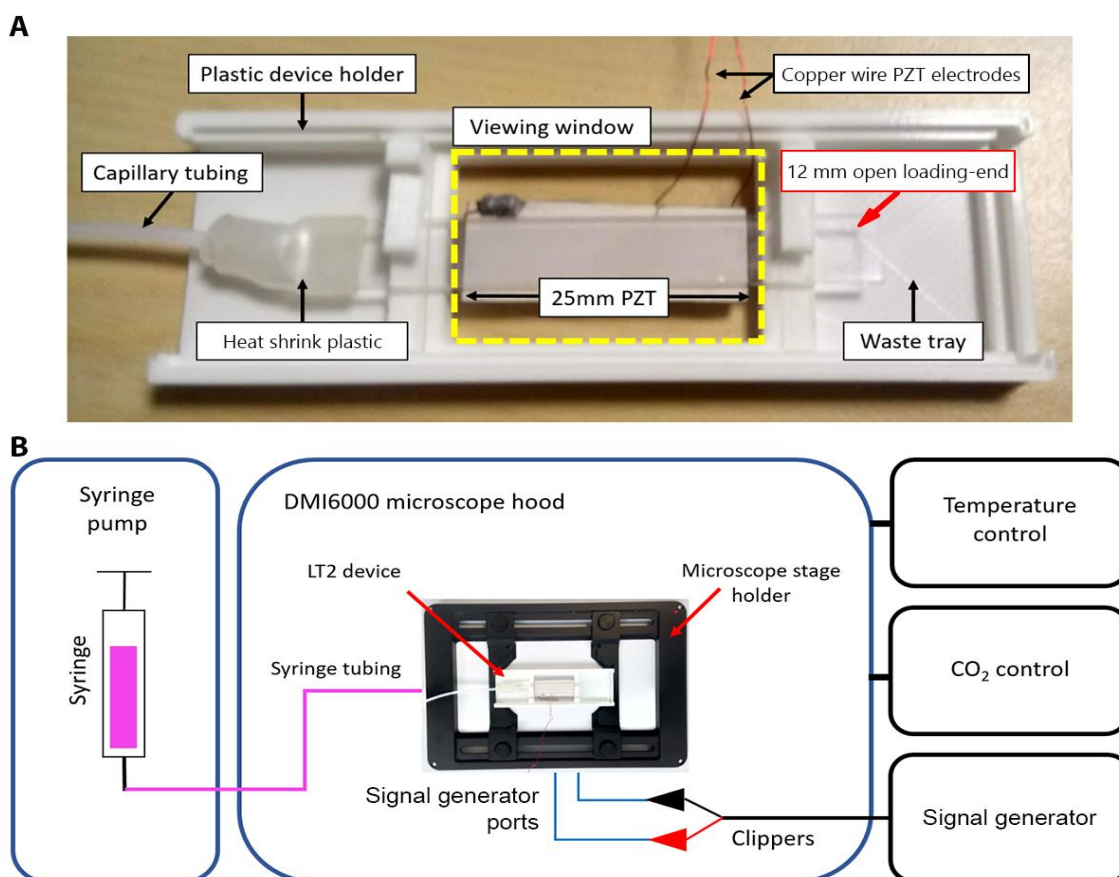 A
Plastic device holder
Copper wire PZT electrodes
Viewing window
Capillary tubing
12 mm open loading-end
25mm PZT
Heat shrink plastic
Waste tray
B
Syringe
pump
Syringe
DMI6000 microscope hood
LT2 device
Microscope stage
holder
Syringe tubing
Signal generator
ports
Clippers
Temperature
control
CO₂ control
Signal generator